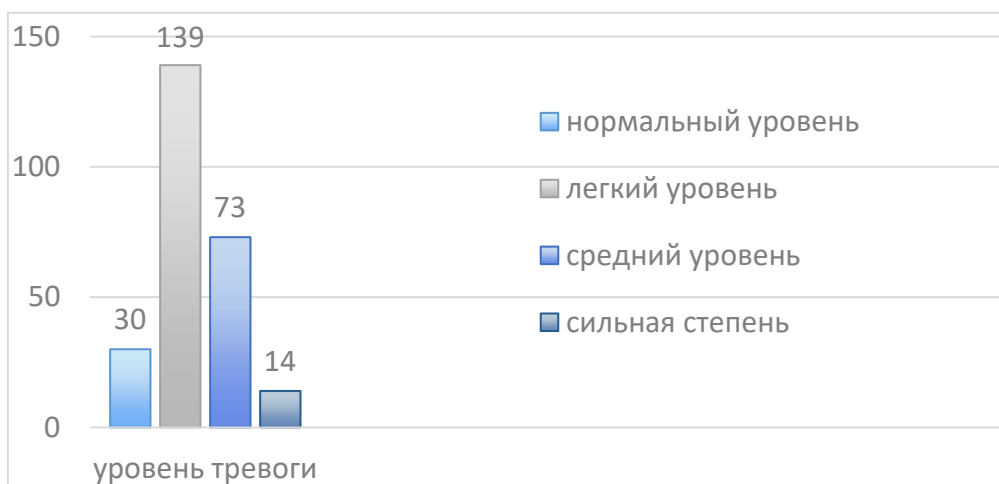 150
139
нормальный уровень
100
легкий уровень
73
средний уровень
50
30
сильная степень
14
0
уровень тревоги